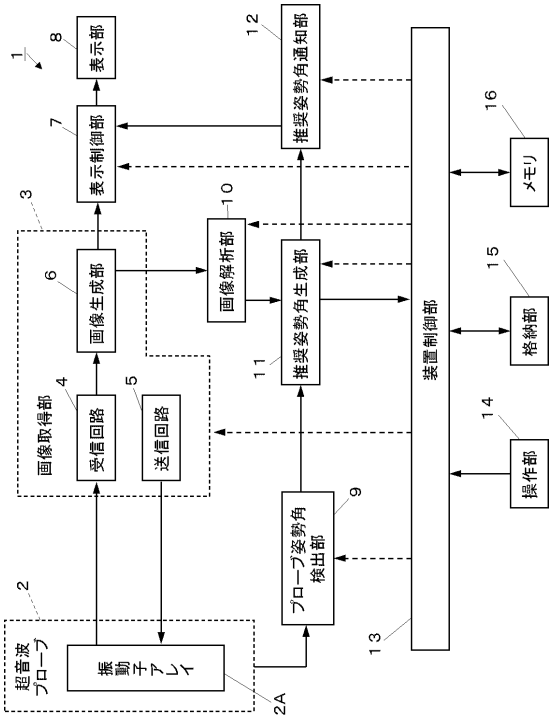 1
2
超音波
プローブ
振動子アレイ
2A
3
画像取得部
4
受信回路
5
送信回路
6
画像生成部
7
表示制御部
8
表示部
9
プローブ姿勢角
検出部
10
画像解析部
11
推奨姿勢角生成部
12
推奨姿勢角通知部
13
装置制御部
14
操作部
15
格納部
16
メモリ